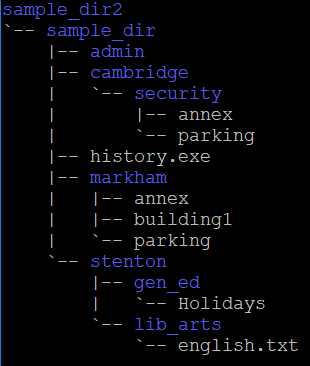 sample_dir2
`-- sample_dir
    |-- admin
    |-- cambridge
    |   `-- security
    |       |-- annex
    |       `-- parking
    |-- history.exe
    |-- markham
    |   |-- annex
    |   |-- building1
    |   `-- parking
    `-- stenton
        |-- gen_ed
        |   `-- Holidays
        `-- lib_arts
            `-- english.txt